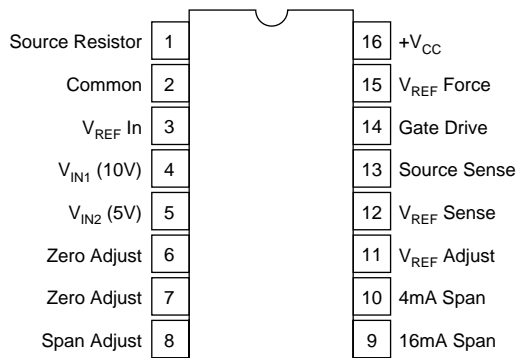 Source Resistor 1 16 +VCC
Common 2 15 VREF Force
VREF In 3 14 Gate Drive
VIN1 (10V) 4 13 Source Sense
VIN2 (5V) 5 12 VREF Sense
Zero Adjust 6 11 VREF Adjust
Zero Adjust 7 10 4mA Span
Span Adjust 8 9 16mA Span